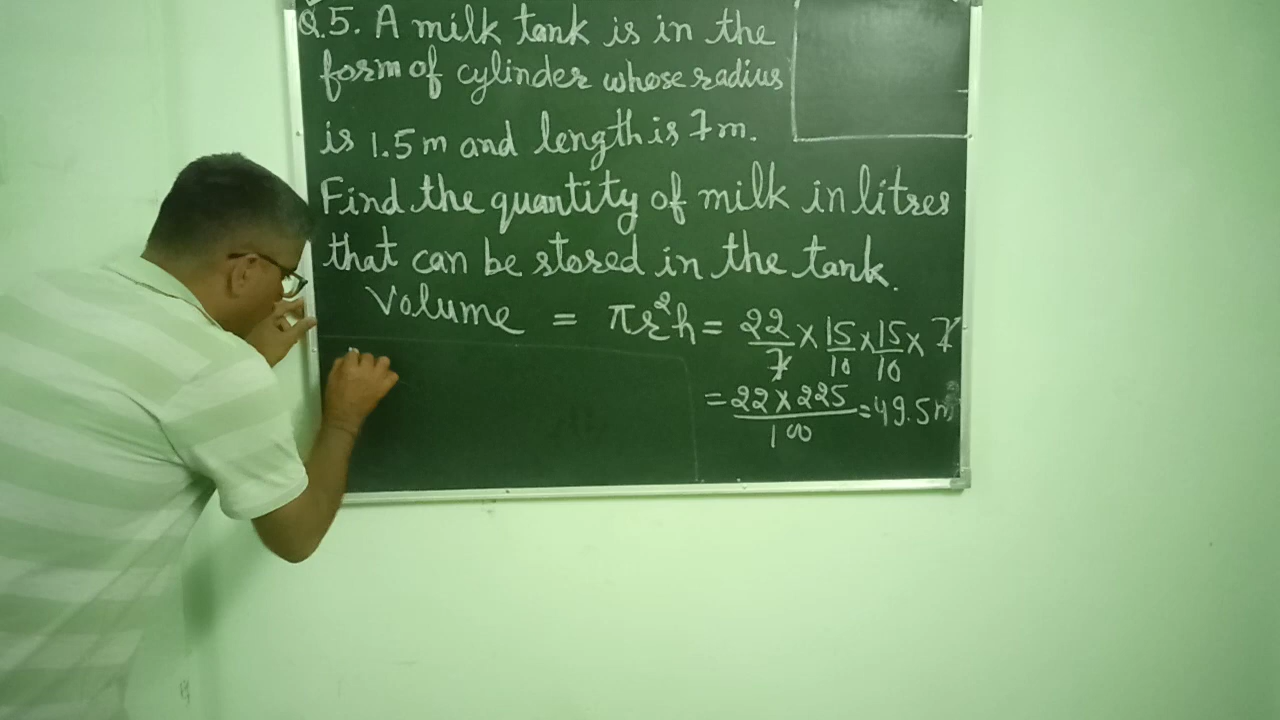 Q.5. A milk tank is in the
form of cylinder whose radius
is 1.5 m and length is 7 m.
Find the quantity of milk in litres
that can be stored in the tank.
Volume = πr²h = 22/7 × 15/10 × 15/10 × 7
= 22 × 225/100 = 49.5 m³